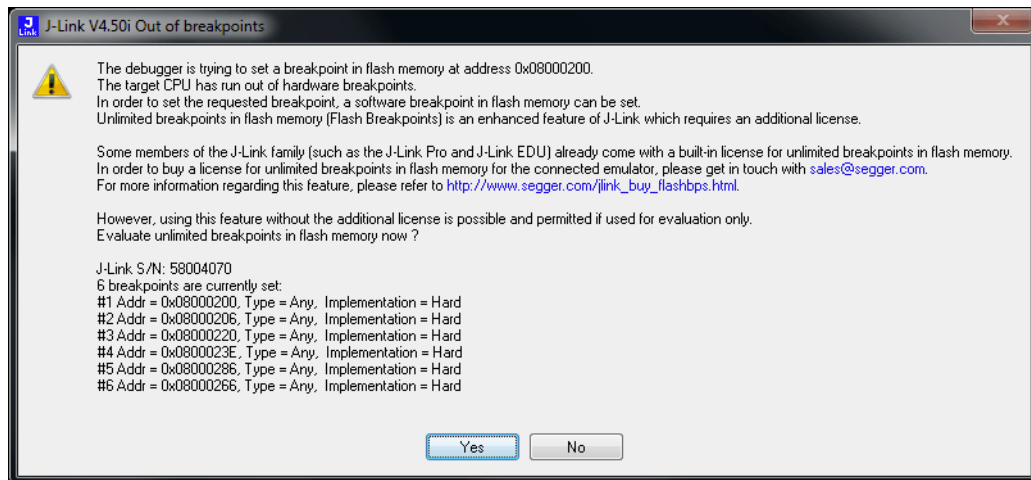 J-Link V4.50i Out of breakpoints
The debugger is trying to set a breakpoint in flash memory at address 0x08000200.
The target CPU has run out of hardware breakpoints.
In order to set the requested breakpoint, a software breakpoint in flash memory can be set.
Unlimited breakpoints in flash memory (Flash Breakpoints) is an enhanced feature of J-Link which requires an additional license.
Some members of the J-Link family (such as the J-Link Pro and J-Link EDU) already come with a built-in license for unlimited breakpoints in flash memory.
In order to buy a license for unlimited breakpoints in flash memory for the connected emulator, please get in touch with sales@segger.com.
For more information regarding this feature, please refer to http://www.segger.com/jlink_buy_flashbps.html.
However, using this feature without the additional license is possible and permitted if used for evaluation only.
Evaluate unlimited breakpoints in flash memory now ?
J-Link S/N: 58004070
6 breakpoints are currently set:
#1 Addr = 0x08000200, Type = Any,  Implementation = Hard
#2 Addr = 0x08000206, Type = Any,  Implementation = Hard
#3 Addr = 0x08000220, Type = Any,  Implementation = Hard
#4 Addr = 0x0800023E, Type = Any,  Implementation = Hard
#5 Addr = 0x08000286, Type = Any,  Implementation = Hard
#6 Addr = 0x08000266, Type = Any,  Implementation = Hard
Yes No